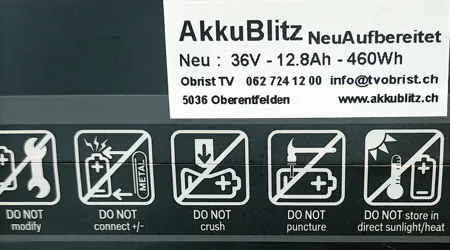 AkkuBlitz NeuAufbereitet
Neu : 36V - 12.8Ah - 460Wh
Obrist TV 062 724 12 00 info@tvobrist.ch
5036 Oberentfelden www.akkublitz.ch
METAL
DO NOT
modify
DO NOT
connect +/-
DO NOT
crush
DO NOT
puncture
DO NOT store in
direct sunlight/heat